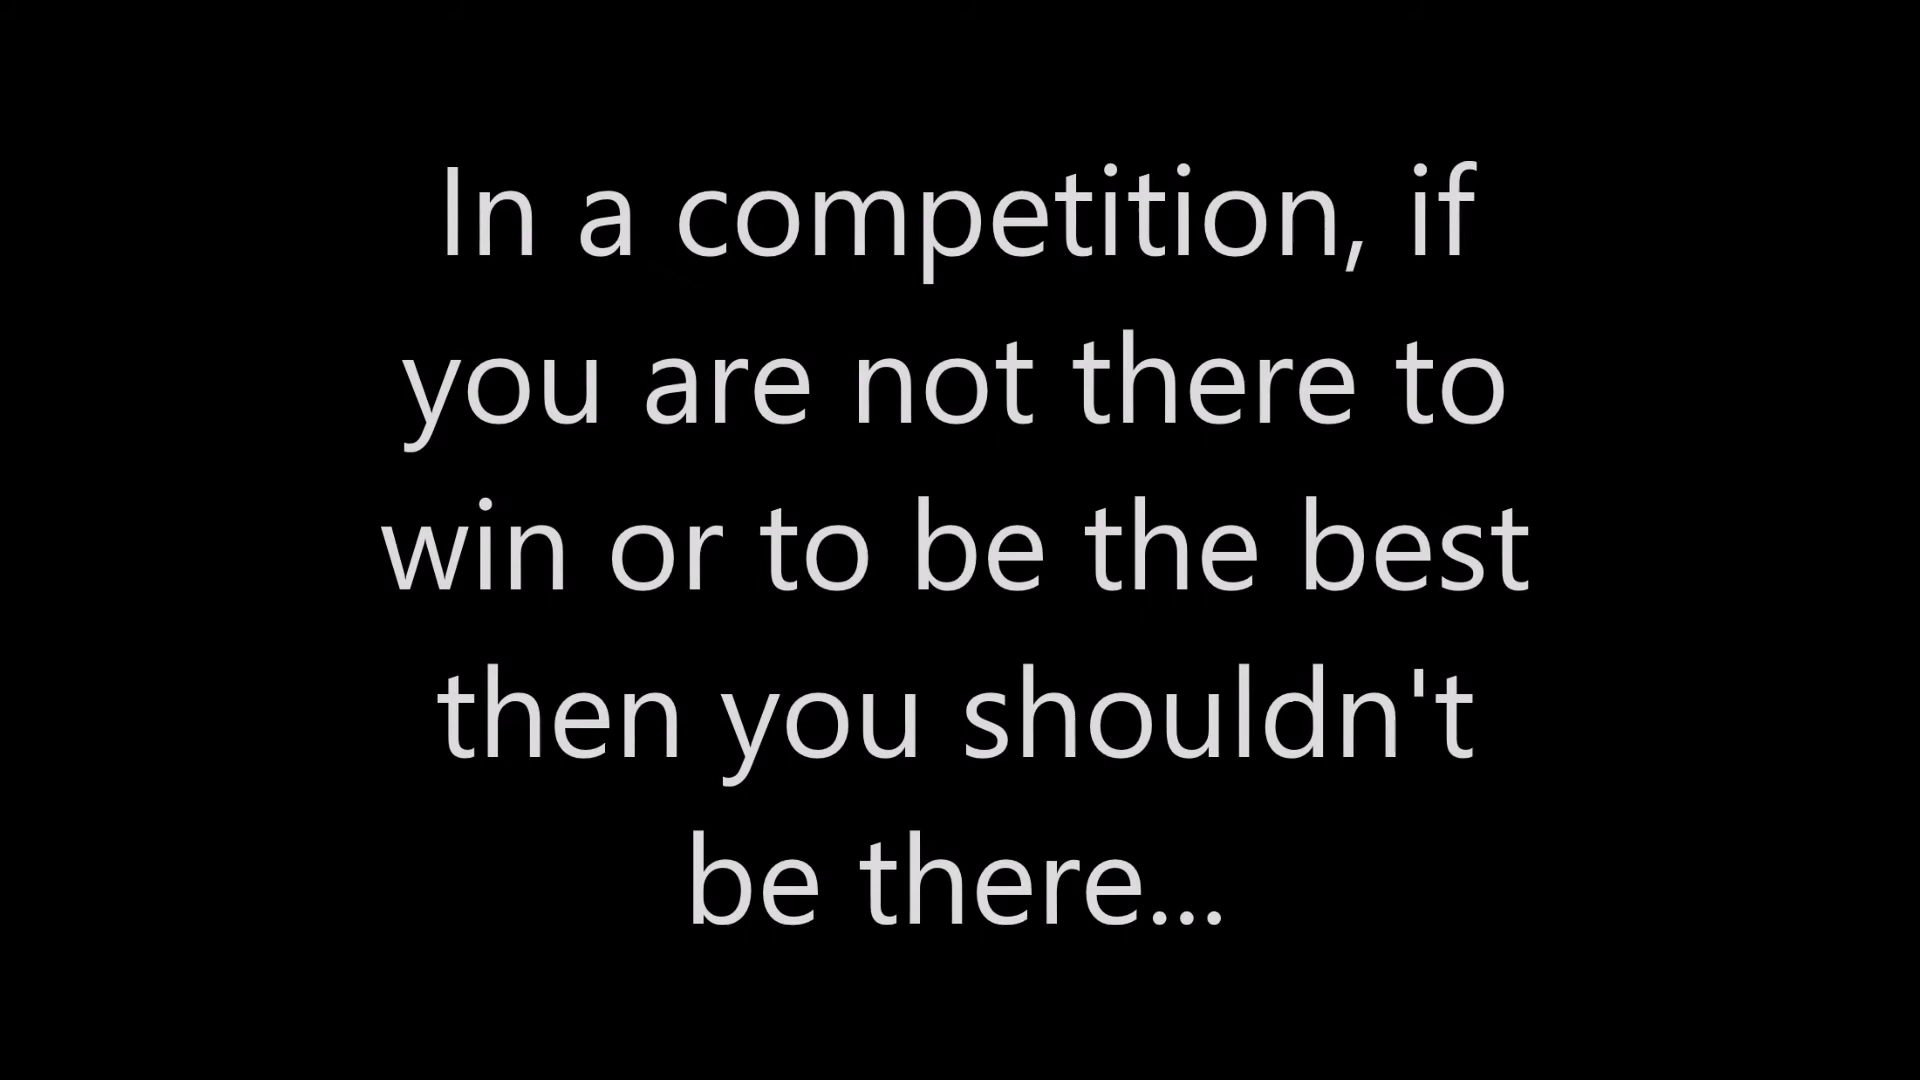 In a competition, if
you are not there to
win or to be the best
then you shouldn't
be there...